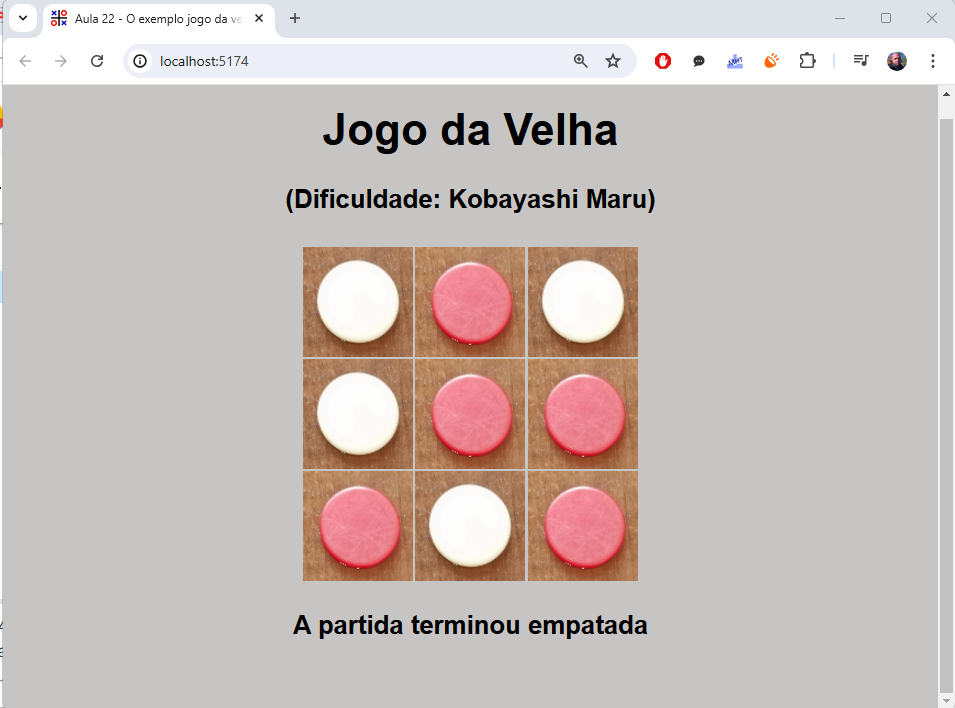 Aula 22 - O exemplo jogo da ve
localhost:5174
Jogo da Velha
(Dificuldade: Kobayashi Maru)
A partida terminou empatada